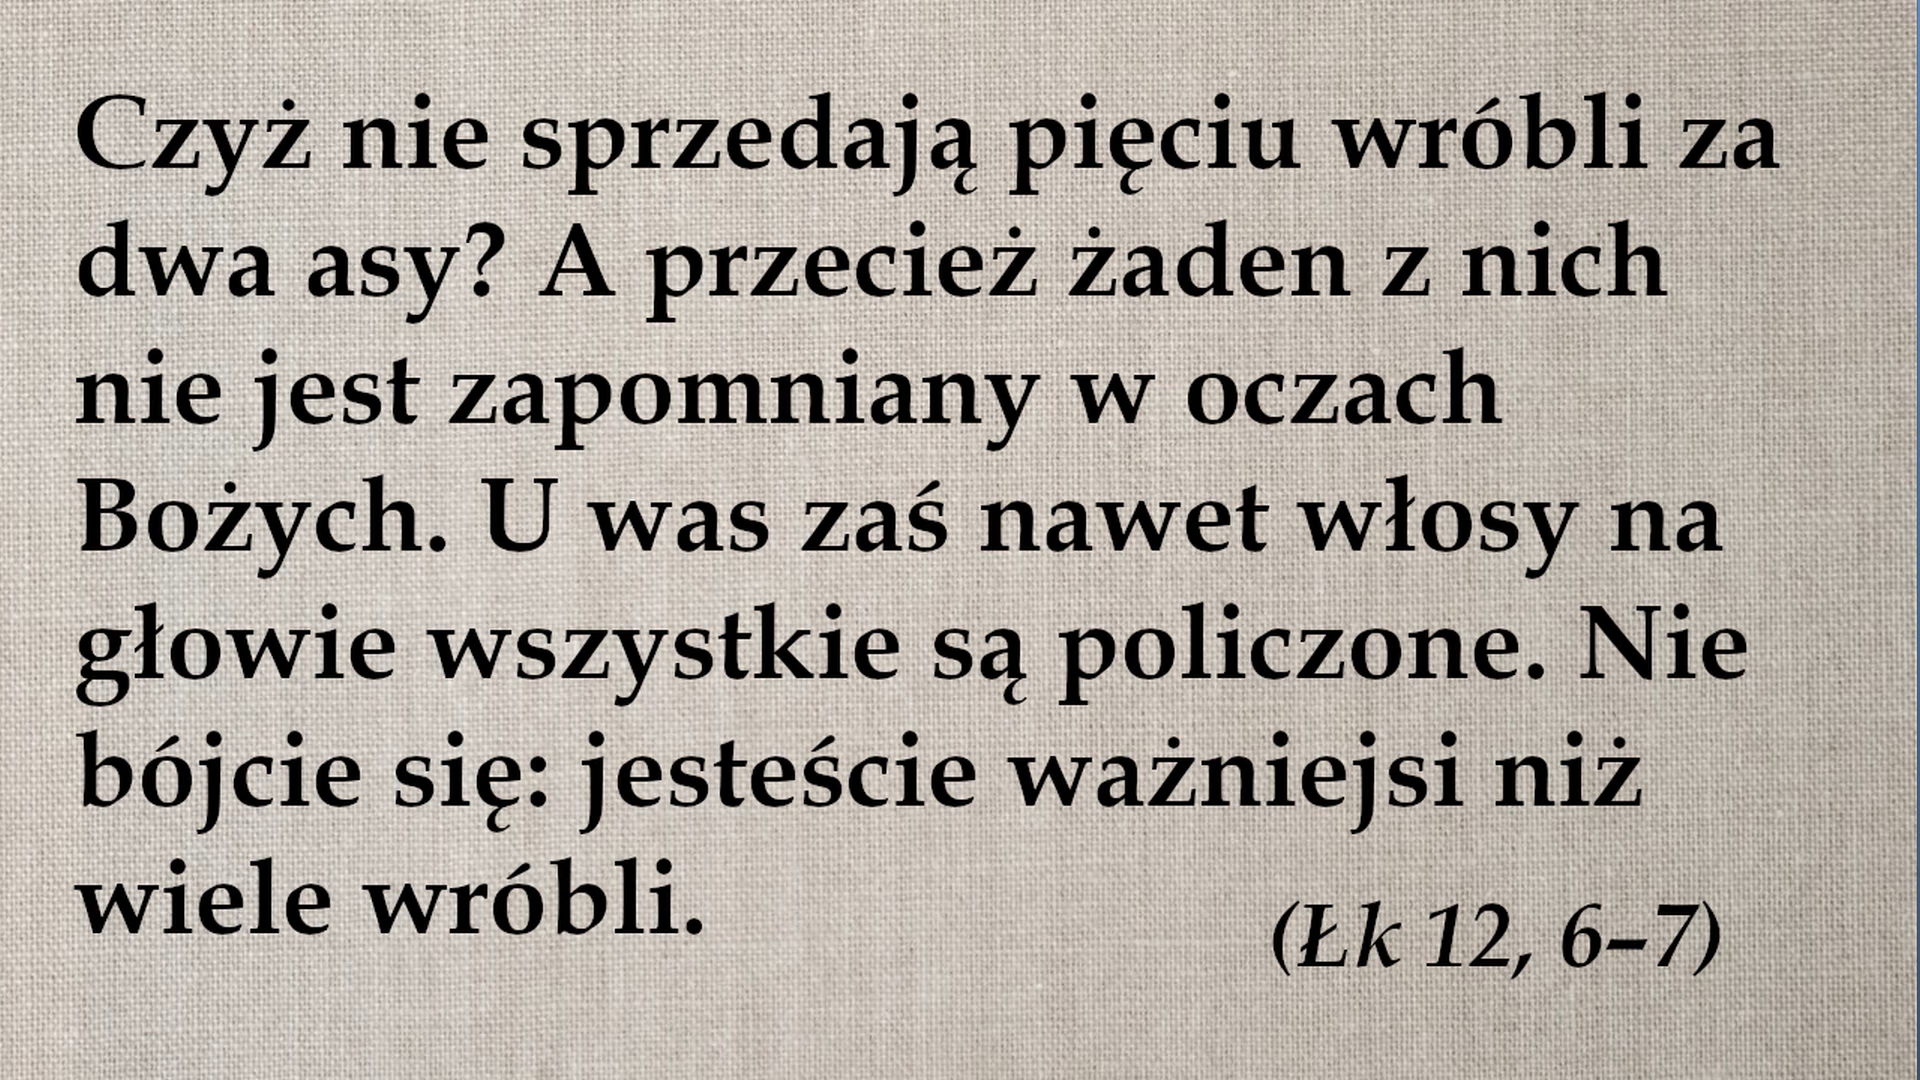 Czyż nie sprzedają pięciu wróbli za
dwa asy? A przecież żaden z nich
nie jest zapomniany w oczach
Bożych. U was zaś nawet włosy na
głowie wszystkie są policzone. Nie
bójcie się: jesteście ważniejsi niż
wiele wróbli.
(Łk 12, 6–7)